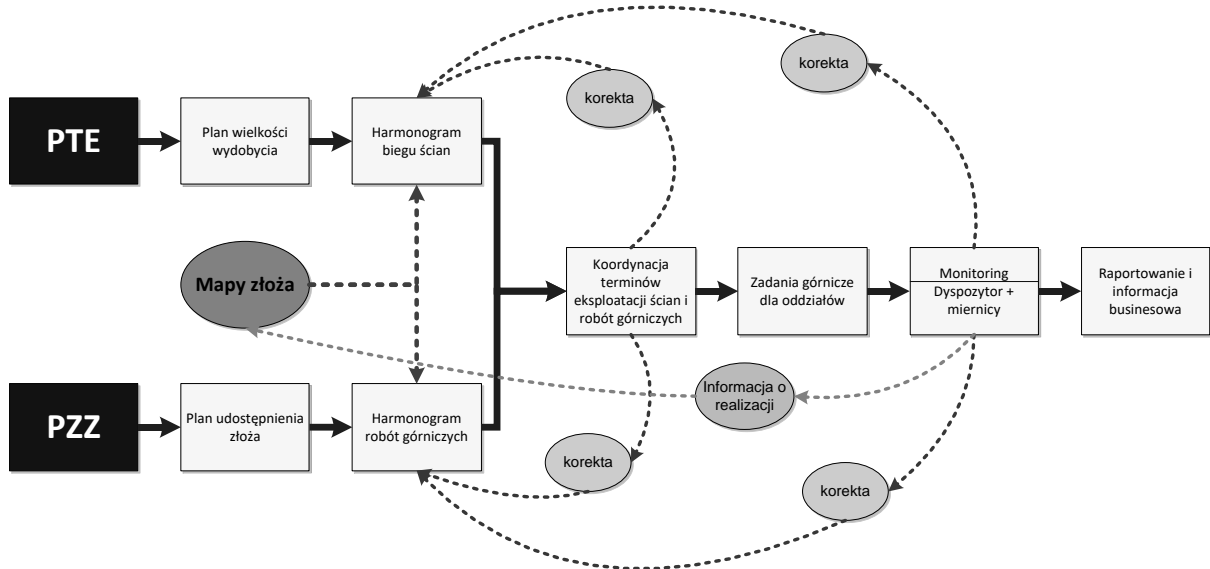 korekta
korekta
PTE
Plan wielkości
wydobycia
Harmonogram
biegu ścian
Mapy złoża
Koordynacja
terminów
eksploatacji ścian i
robót górniczych
Zadania górnicze
dla oddziałów
Monitoring
Dyspozytor +
miernicy
Raportowanie i
informacja
businesowa
PZZ
Plan udostępnienia
złoża
Harmonogram
robót górniczych
Informacja o
realizacji
korekta
korekta